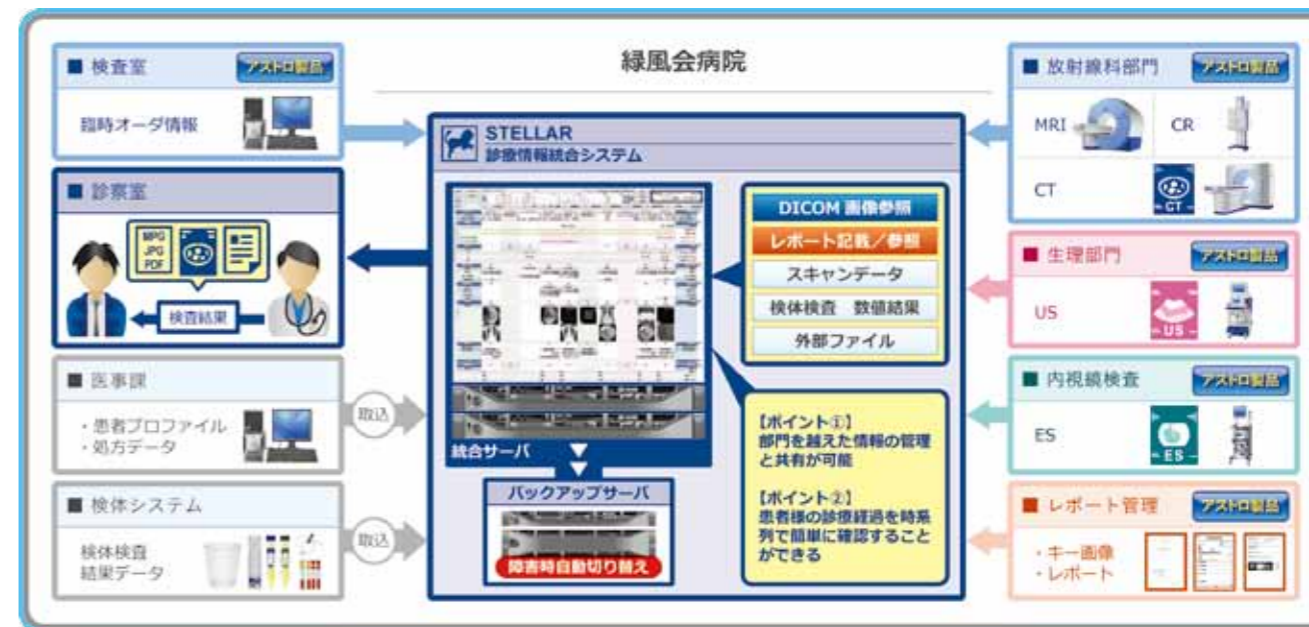 緑風会病院
■ 検査室
アストロ製品
臨時オーダ情報
■ 診察室
MPG
JPG
PDF
検査結果
■ 医事課
・患者プロファイル
・処方データ
取込
■ 検体システム
検体検査
結果データ
取込
STELLAR
診療情報統合システム
統合サーバ
バックアップサーバ
障害時自動切り替え
DICOM 画像参照
レポート記載／参照
スキャンデータ
検体検査 数値結果
外部ファイル
【ポイント①】
部門を越えた情報の管理
と共有が可能
【ポイント②】
患者様の診療経過を時系
列で簡単に確認すること
ができる
■ 放射線科部門
アストロ製品
MRI
CR
CT
CT
■ 生理部門
アストロ製品
US
US
■ 内視鏡検査
アストロ製品
ES
ES
■ レポート管理
アストロ製品
・キー画像
・レポート